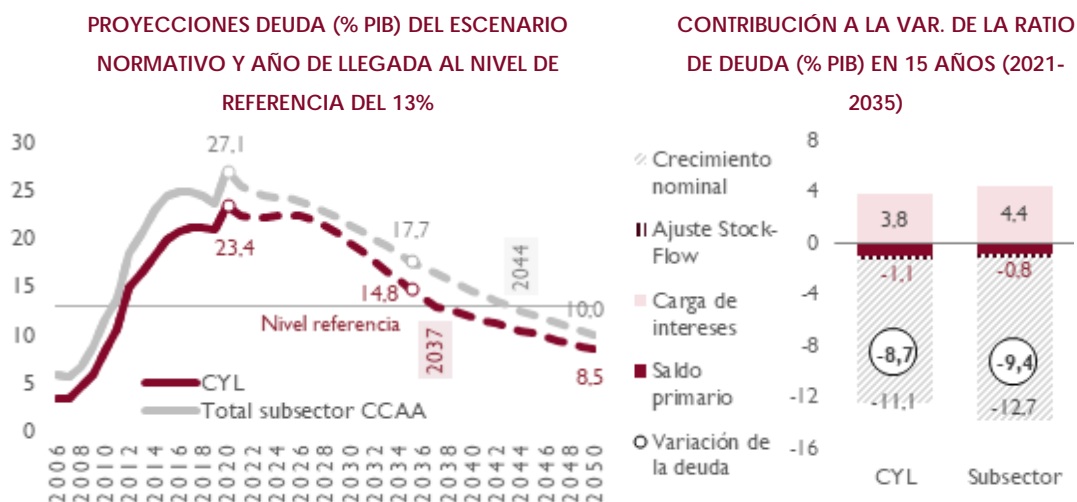 PROYECCIONES DEUDA (% PIB) DEL ESCENARIO
NORMATIVO Y AÑO DE LLEGADA AL NIVEL DE
REFERENCIA DEL 13%
30
25
20
15
10
5
0
27,1
23,4
17,7
14,8
2044
2037
10,0
8,5
Nivel referencia
CYL
Total subsector CCAA
2006
2008
2010
2012
2014
2016
2018
2020
2022
2024
2026
2028
2030
2032
2034
2036
2038
2040
2042
2044
2046
2048
2050
CONTRIBUCIÓN A LA VAR. DE LA RATIO
DE DEUDA (% PIB) EN 15 AÑOS (2021-
2035)
Crecimiento
nominal
Ajuste Stock-
Flow
Carga de
intereses
Saldo
primario
Variación de
la deuda
8
4
0
-4
-8
-12
-16
3,8
4,4
-1,1
-0,8
-8,7
-9,4
-11,1
-12,7
CYL
Subsector